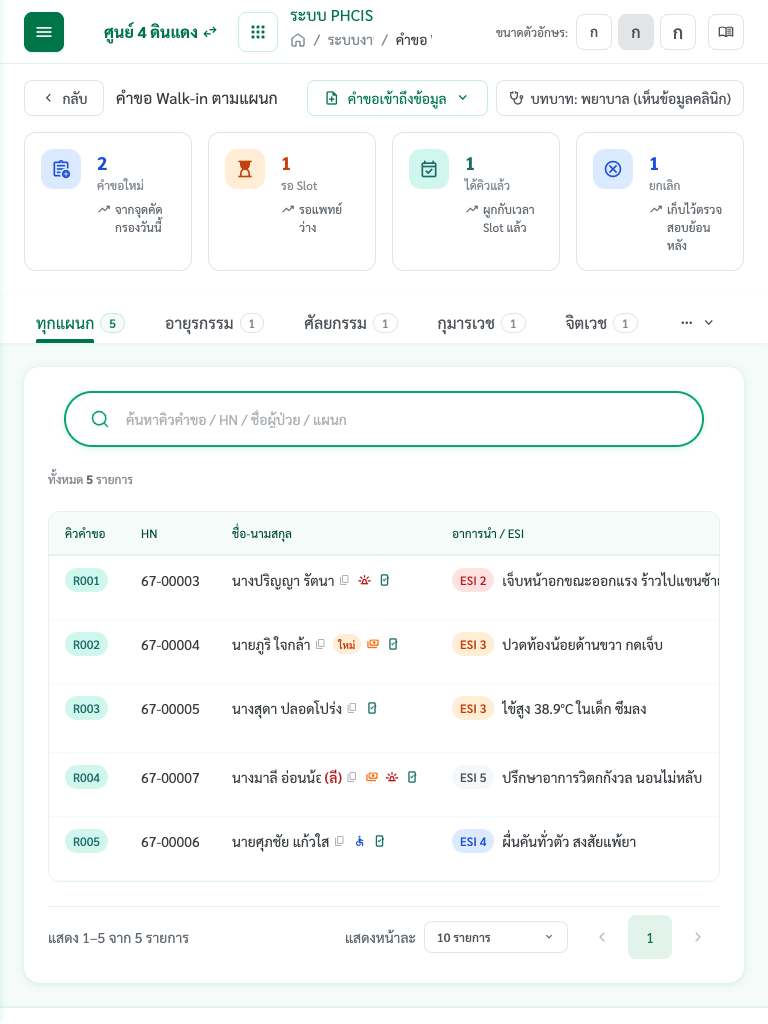 ศูนย์ 4 ดินแดง
ระบบ PHCIS
/ ระบบงา / คำขอ
ขนาดตัวอักษร: ก ก ก
กลับ
คำขอ Walk-in ตามแผนก
คำขอเข้าถึงข้อมูล
บทบาท: พยาบาล (เห็นข้อมูลคลินิก)
2
คำขอใหม่
จากจุดคัด
กรองวันนี้
1
รอ Slot
รอแพทย์
ว่าง
1
ได้คิวแล้ว
ผูกกับเวลา
Slot แล้ว
1
ยกเลิก
เก็บไว้ตรวจ
สอบย้อน
หลัง
ทุกแผนก 5 อายุรกรรม 1 ศัลยกรรม 1 กุมารเวช 1 จิตเวช 1 ···
ค้นหาคิวคำขอ / HN / ชื่อผู้ป่วย / แผนก
ทั้งหมด 5 รายการ
คิวคำขอ HN ชื่อ-นามสกุล อาการนำ / ESI
R001 67-00003 นางปริญญา รัตนา ESI 2 เจ็บหน้าอกขณะออกแรง ร้าวไปแขนซ้าย
R002 67-00004 นายภูริ ใจกล้า ใหม่ ESI 3 ปวดท้องน้อยด้านขวา กดเจ็บ
R003 67-00005 นางสุดา ปลอดโปร่ง ESI 3 ไข้สูง 38.9°C ในเด็ก ซึมลง
R004 67-00007 นางมาลี อ่อนน้อ (ลี) ESI 5 ปรึกษาอาการวิตกกังวล นอนไม่หลับ
R005 67-00006 นายศุภชัย แก้วใส ESI 4 ผื่นคันทั่วตัว สงสัยแพ้ยา
แสดง 1–5 จาก 5 รายการ
แสดงหน้าละ 10 รายการ 1